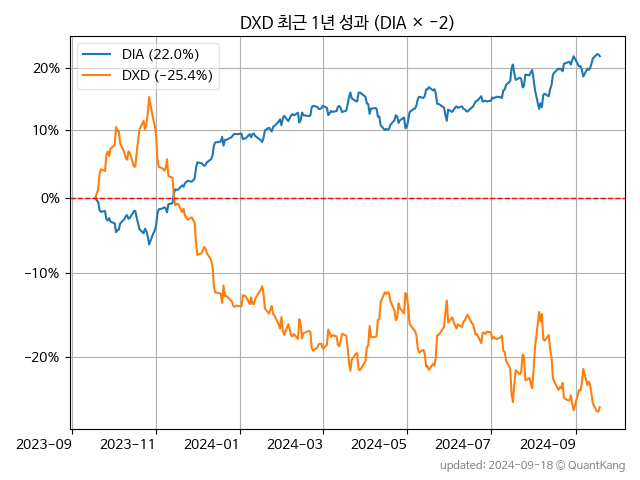 DXD 최근 1년 성과 (DIA × −2)
DIA (22.0%)
DXD (−25.4%)
20%
10%
0%
−10%
−20%
2023−09 2023−11 2024−01 2024−03 2024−05 2024−07 2024−09
updated: 2024-09-18 © QuantKang